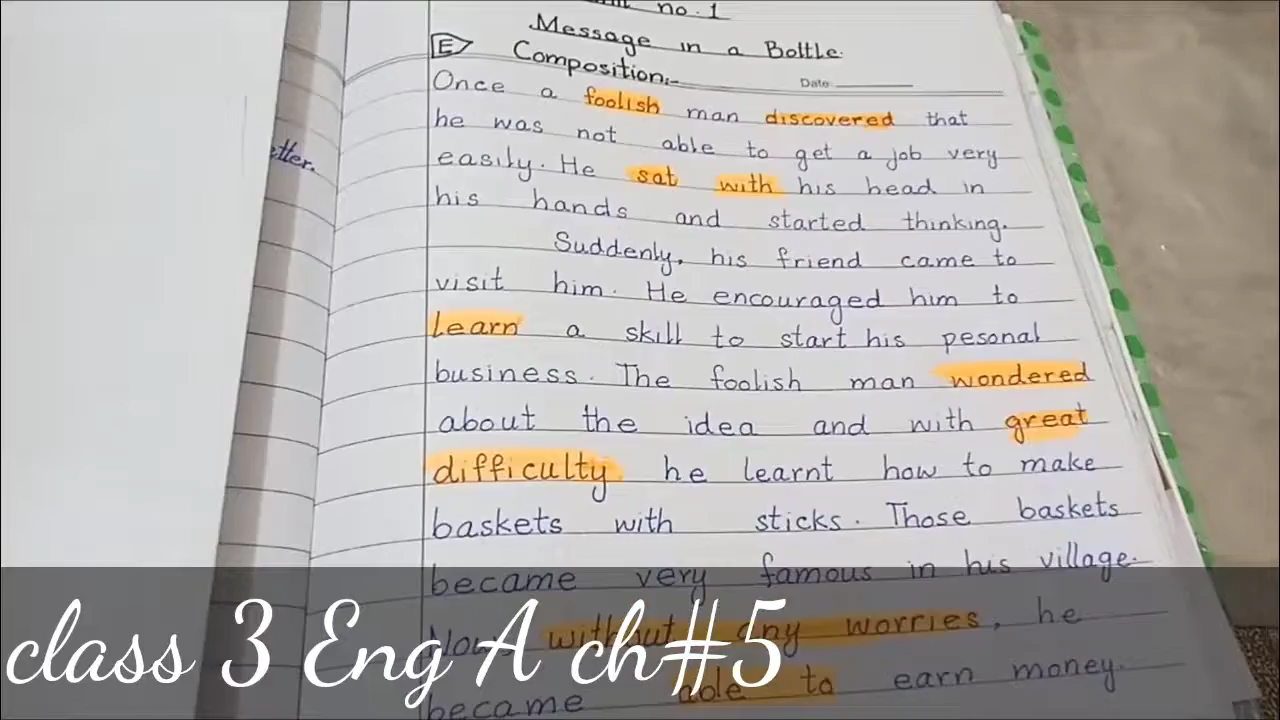 no. 1
Message in a Bottle.
E Composition:-
Date
Once a foolish man discovered that
he was not able to get a job very
easily. He sat with his head in
his hands and started thinking.
Suddenly, his friend came to
visit him. He encouraged him to
learn a skill to start his pesonal
business. The foolish man wondered
about the idea and with great
difficulty he learnt how to make
baskets with sticks. Those baskets
became very famous in his village.
Now without any worries, he
became able to earn money.
etter.
class 3 Eng A ch#5